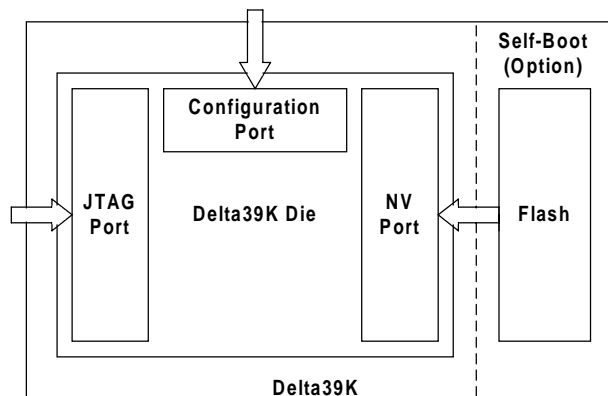 Self-Boot
(Option)
Configuration
Port
JTAG
Port
Delta39K Die
NV
Port
Flash
Delta39K